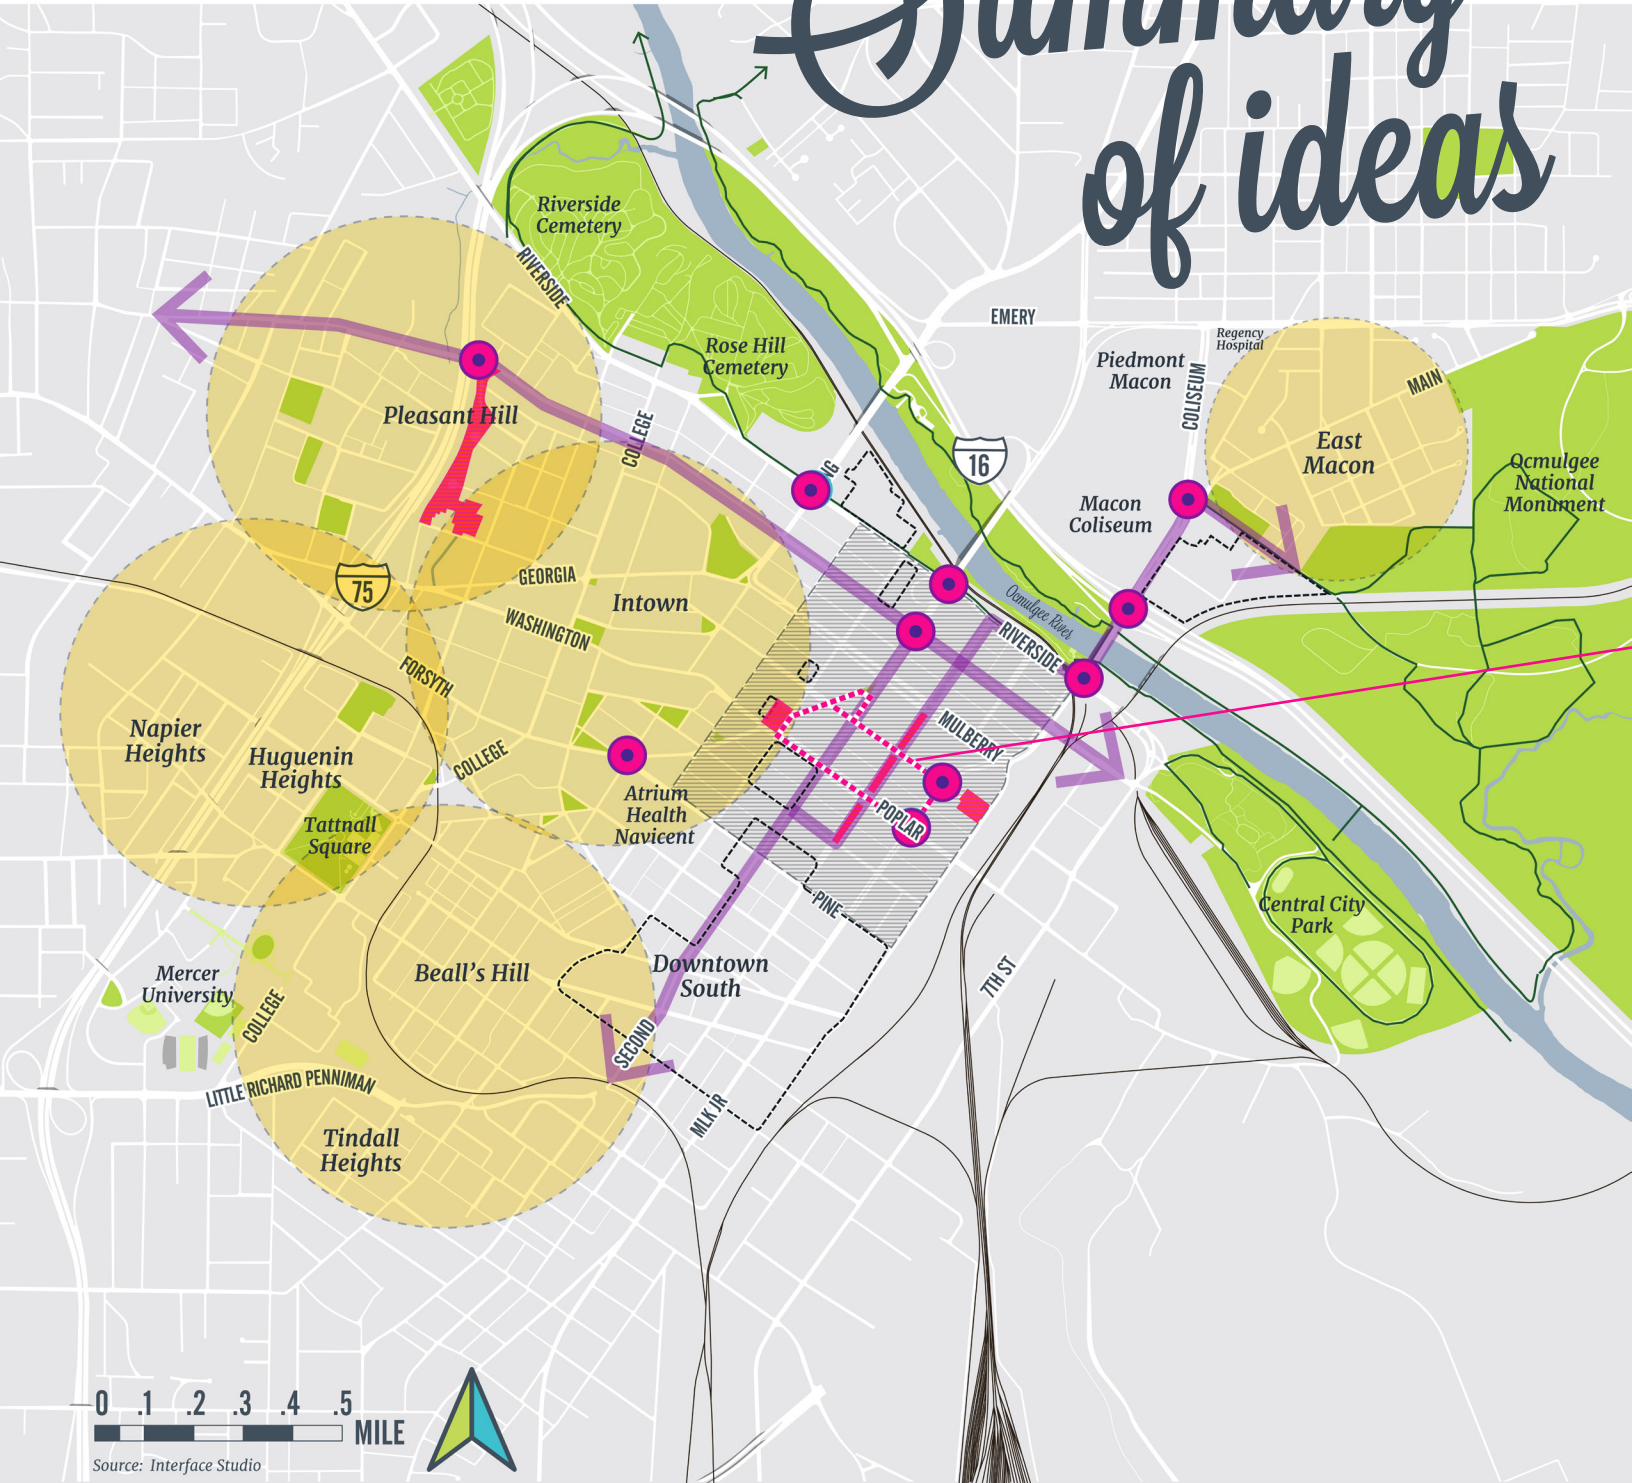 Summary
of ideas
Riverside
Cemetery
RIVERSIDE
Rose Hill
Cemetery
EMERY
Regency
Hospital
Piedmont
Macon
COLISEUM
MAIN
East
Macon
Ocmulgee
National
Monument
Pleasant Hill
COLLEGE
16
Macon
Coliseum
75
GEORGIA
Intown
WASHINGTON
Ocmulgee River
RIVERSIDE
FORSYTH
Napier
Heights
Huguenin
Heights
COLLEGE
MULBERRY
Atrium
Health
Navicent
POPLAR
Tattnall
Square
PINE
Central City
Park
Mercer
University
COLLEGE
Beall's Hill
Downtown
South
7TH ST
SECOND
LITTLE RICHARD PENNIMAN
MLK JR
Tindall
Heights
0 .1 .2 .3 .4 .5
MILE
Source: Interface Studio